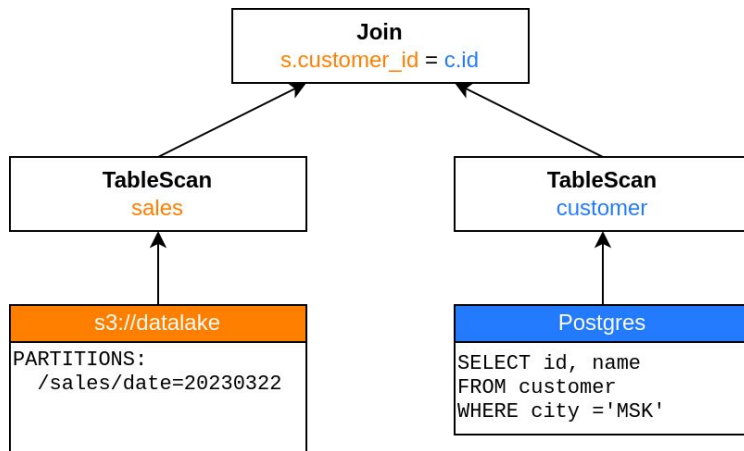 Join
s.customer_id = c.id
TableScan
sales
TableScan
customer
s3://datalake
PARTITIONS:
/sales/date=20230322
Postgres
SELECT id, name
FROM customer
WHERE city ='MSK'